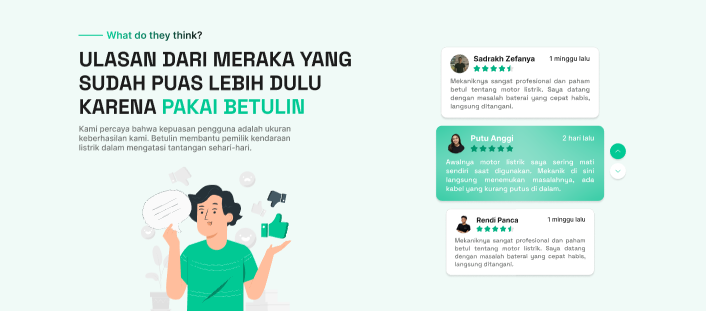 What do they think?
ULASAN DARI MERAKA YANG
SUDAH PUAS LEBIH DULU
KARENA PAKAI BETULIN
Kami percaya bahwa kepuasan pengguna adalah ukuran
keberhasilan kami. Betulin membantu pemilik kendaraan
listrik dalam mengatasi tantangan sehari-hari.
Sadrakh Zefanya 1 minggu lalu
Mekaniknya sangat profesional dan paham
betul tentang motor listrik. Saya datang
dengan masalah baterai yang cepat habis,
langsung ditangani.
Putu Anggi 2 hari lalu
Awalnya motor listrik saya sering mati
sendiri saat digunakan. Mekanik di sini
langsung menemukan masalahnya, ada
kabel yang kurang putus di dalam.
Rendi Panca 1 minggu lalu
Mekaniknya sangat profesional dan paham
betul tentang motor listrik. Saya datang
dengan masalah baterai yang cepat habis,
langsung ditangani.